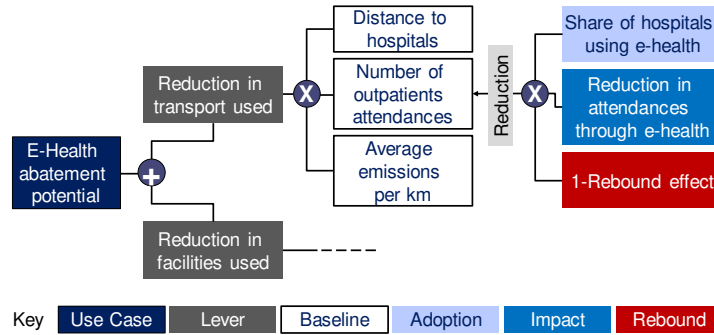 E-Health
abatement
potential
+
Reduction in
transport used
Reduction in
facilities used
X
Distance to
hospitals
Number of
outpatients
attendances
Average
emissions
per km
Reduction
X
Share of hospitals
using e-health
Reduction in
attendances
through e-health
1-Rebound effect
Key
Use Case
Lever
Baseline
Adoption
Impact
Rebound